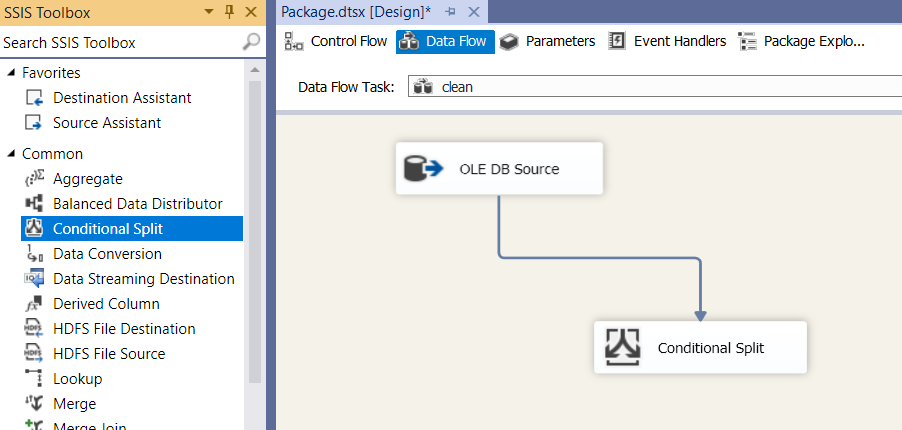 SSIS Toolbox
Search SSIS Toolbox
Favorites
Destination Assistant
Source Assistant
Common
Aggregate
Balanced Data Distributor
Conditional Split
Data Conversion
Data Streaming Destination
Derived Column
HDFS File Destination
HDFS File Source
Lookup
Merge
Merge Join
Package.dtsx [Design]*
Control Flow Data Flow Parameters Event Handlers Package Explo...
Data Flow Task: clean
OLE DB Source
Conditional Split